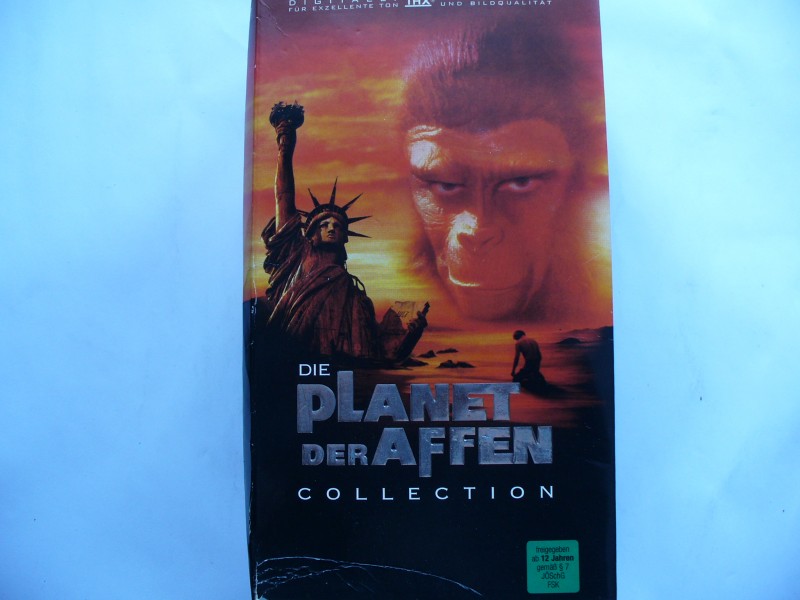 FÜR EXZELLENTE TON THX UND BILDQUALITÄT
DIE
PLANET
DER AFFEN
COLLECTION
freigegeben
ab 12 Jahren
gemäß § 7
JÖSchG
FSK